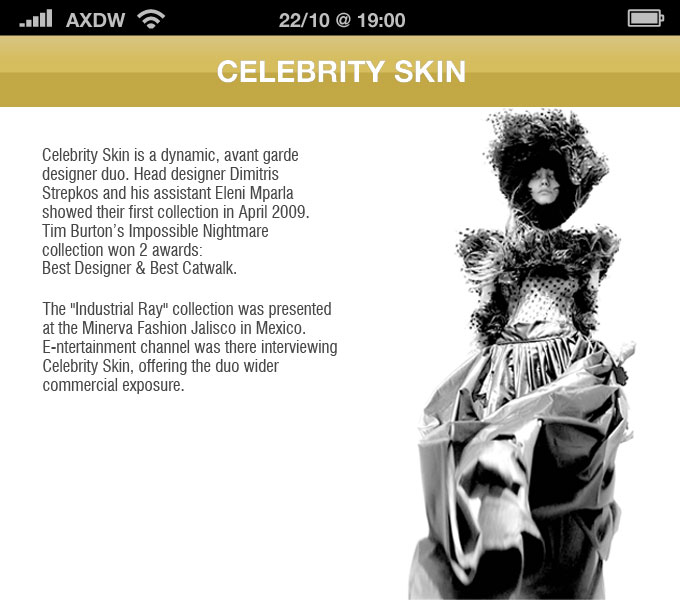 AXDW 22/10 @ 19:00
CELEBRITY SKIN
Celebrity Skin is a dynamic, avant garde
designer duo. Head designer Dimitris
Strepkos and his assistant Eleni Mparla
showed their first collection in April 2009.
Tim Burton’s Impossible Nightmare
collection won 2 awards:
Best Designer & Best Catwalk.
The "Industrial Ray" collection was presented
at the Minerva Fashion Jalisco in Mexico.
E-ntertainment channel was there interviewing
Celebrity Skin, offering the duo wider
commercial exposure.